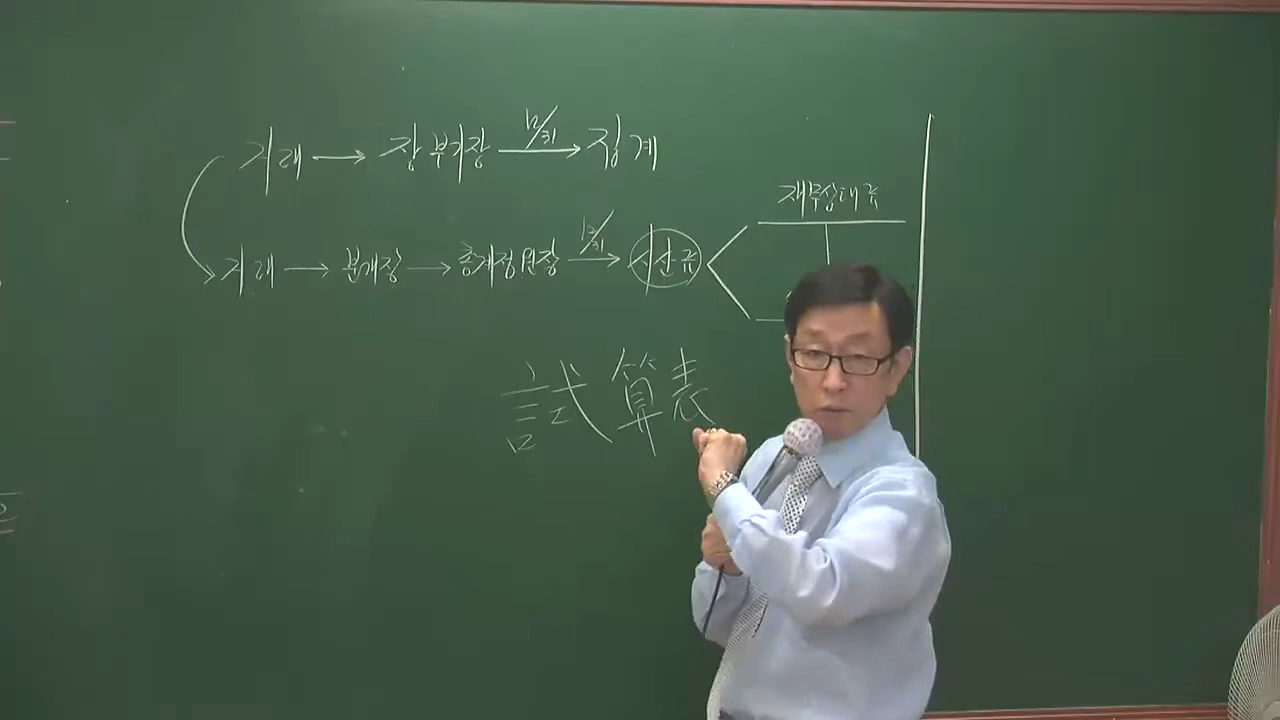 거래 → 장부기장 12/31 → 집계
재무상태표
거래 → 분개장 → 총계정원장 12/31 → 시산표
試算表